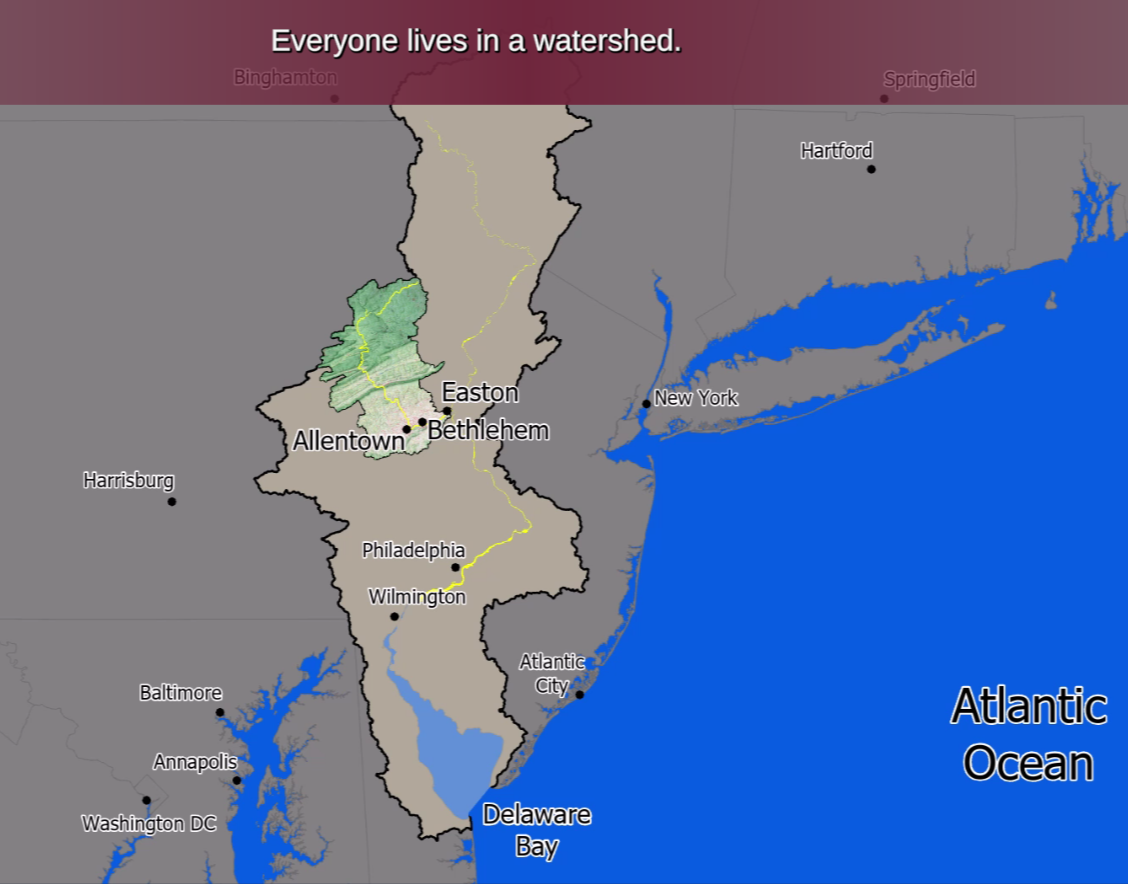 Everyone lives in a watershed.
Binghamton
Springfield
Hartford
Easton
New York
Bethlehem
Allentown
Harrisburg
Philadelphia
Wilmington
Atlantic
City
Baltimore
Atlantic
Ocean
Annapolis
Delaware
Bay
Washington DC